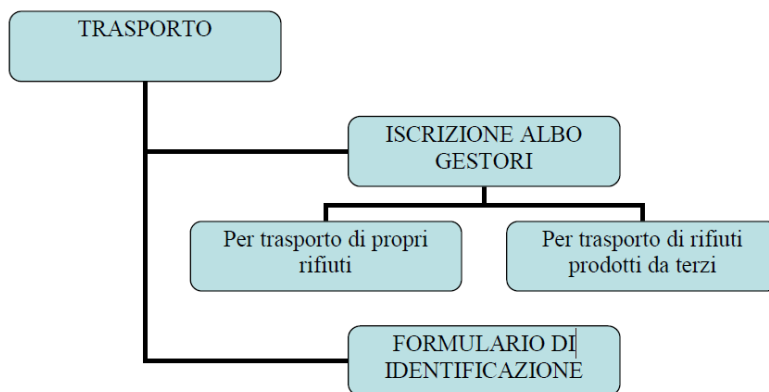 TRASPORTO
ISCRIZIONE ALBO
GESTORI
Per trasporto di propri
rifiuti
Per trasporto di rifiuti
prodotti da terzi
FORMULARIO DI
IDENTIFICAZIONE